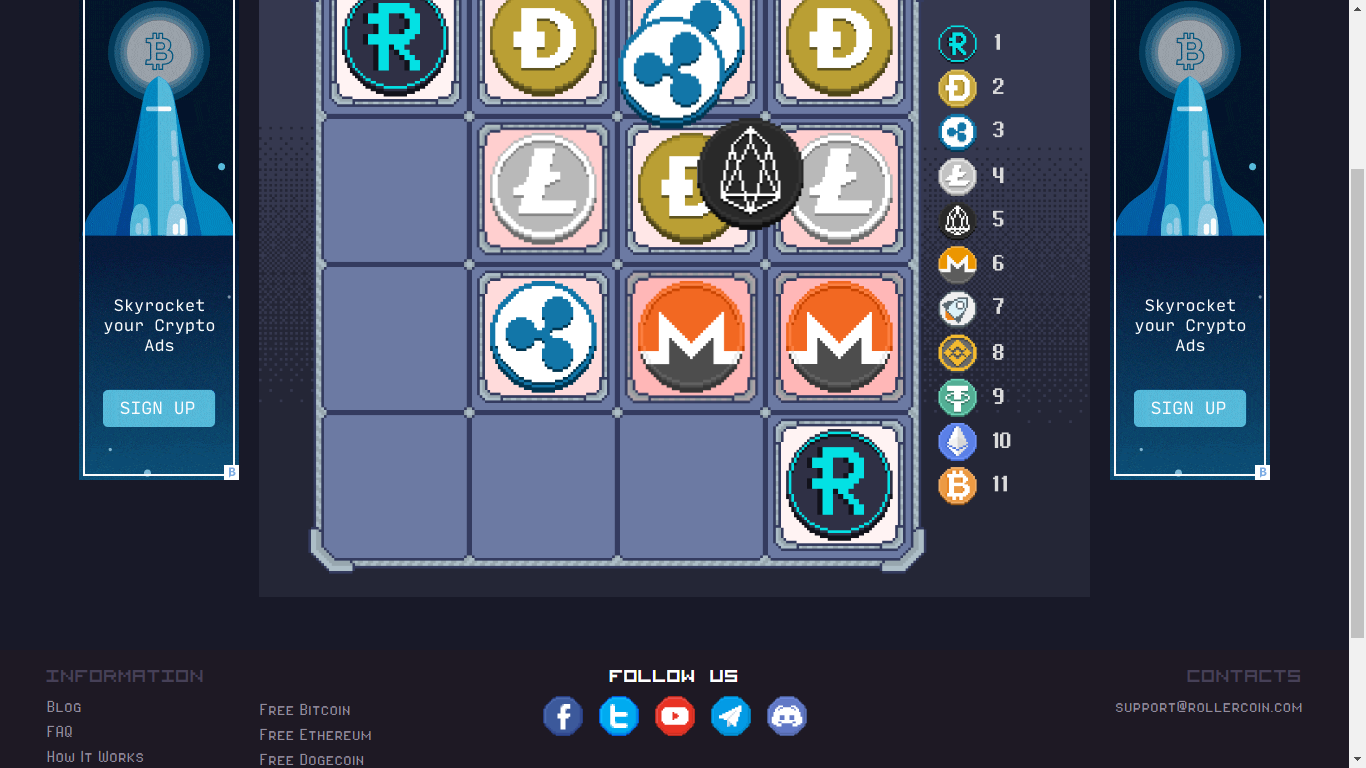 1
2
3
4
5
6
7
8
9
10
11
Skyrocket
your Crypto
Ads
SIGN UP
Skyrocket
your Crypto
Ads
SIGN UP
INFORMATION
Blog
FAQ
How It Works
Free Bitcoin
Free Ethereum
Free Dogecoin
FOLLOW US
CONTACTS
support@rollercoin.com